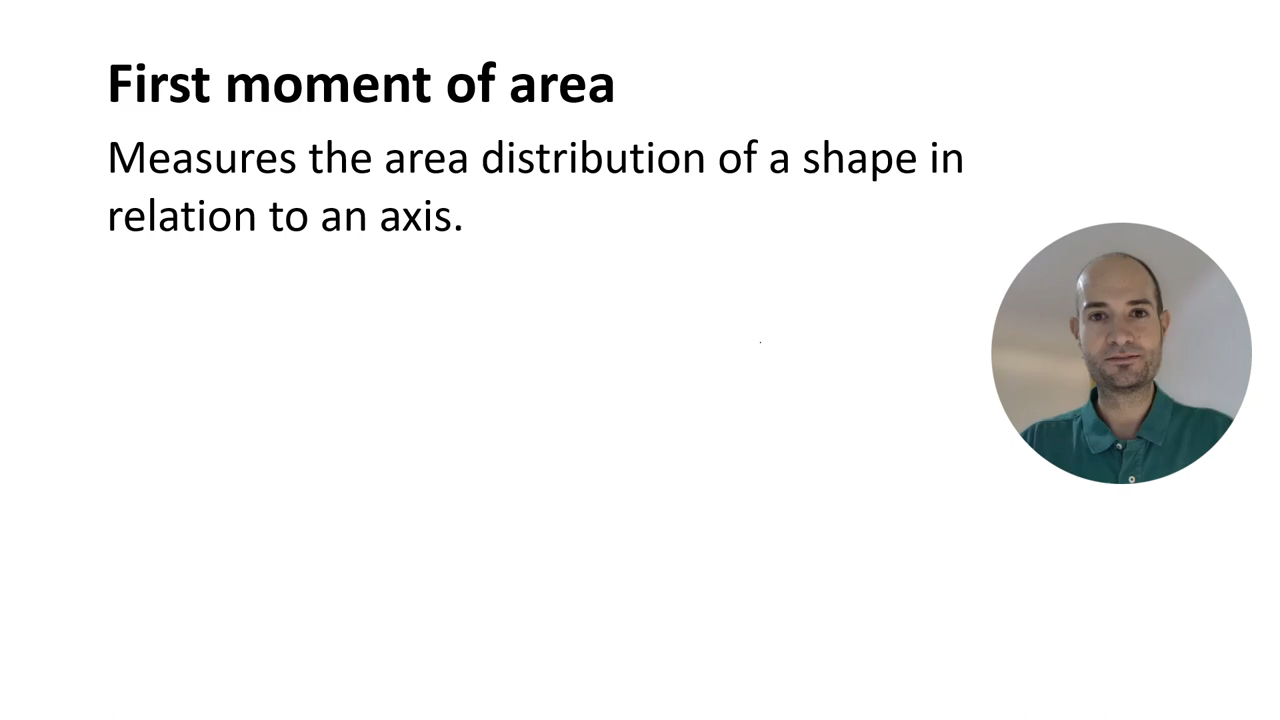 First moment of area
Measures the area distribution of a shape in
relation to an axis.